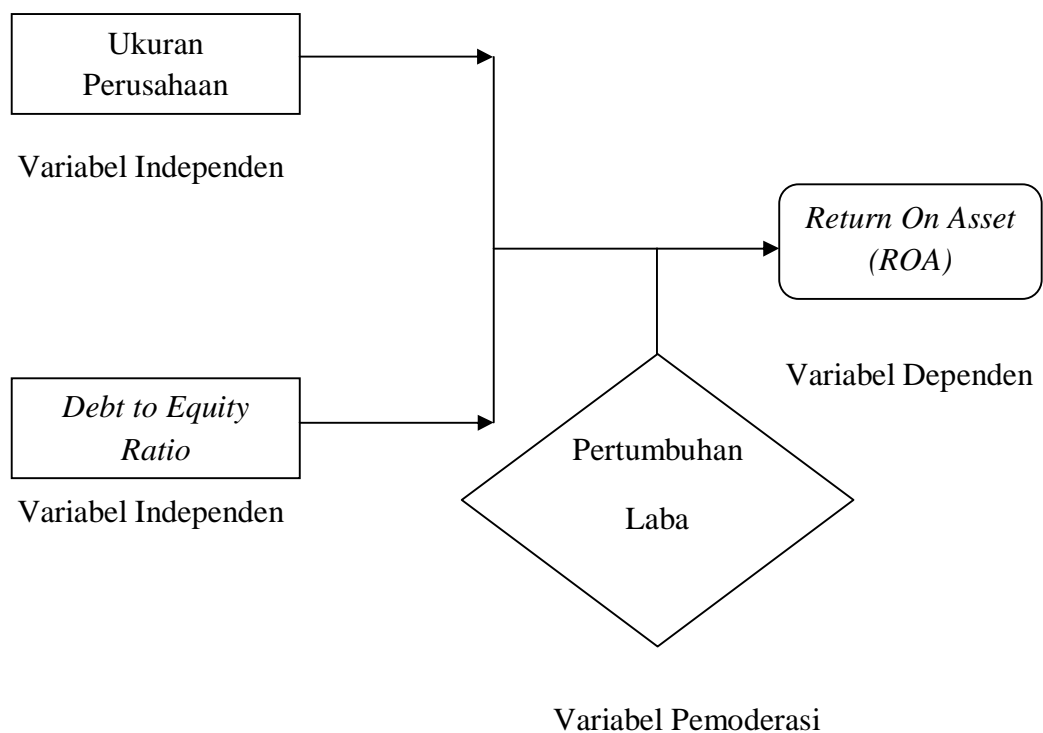 Ukuran
Perusahaan
Variabel Independen
Return On Asset
(ROA)
Variabel Dependen
Debt to Equity
Ratio
Variabel Independen
Pertumbuhan
Laba
Variabel Pemoderasi